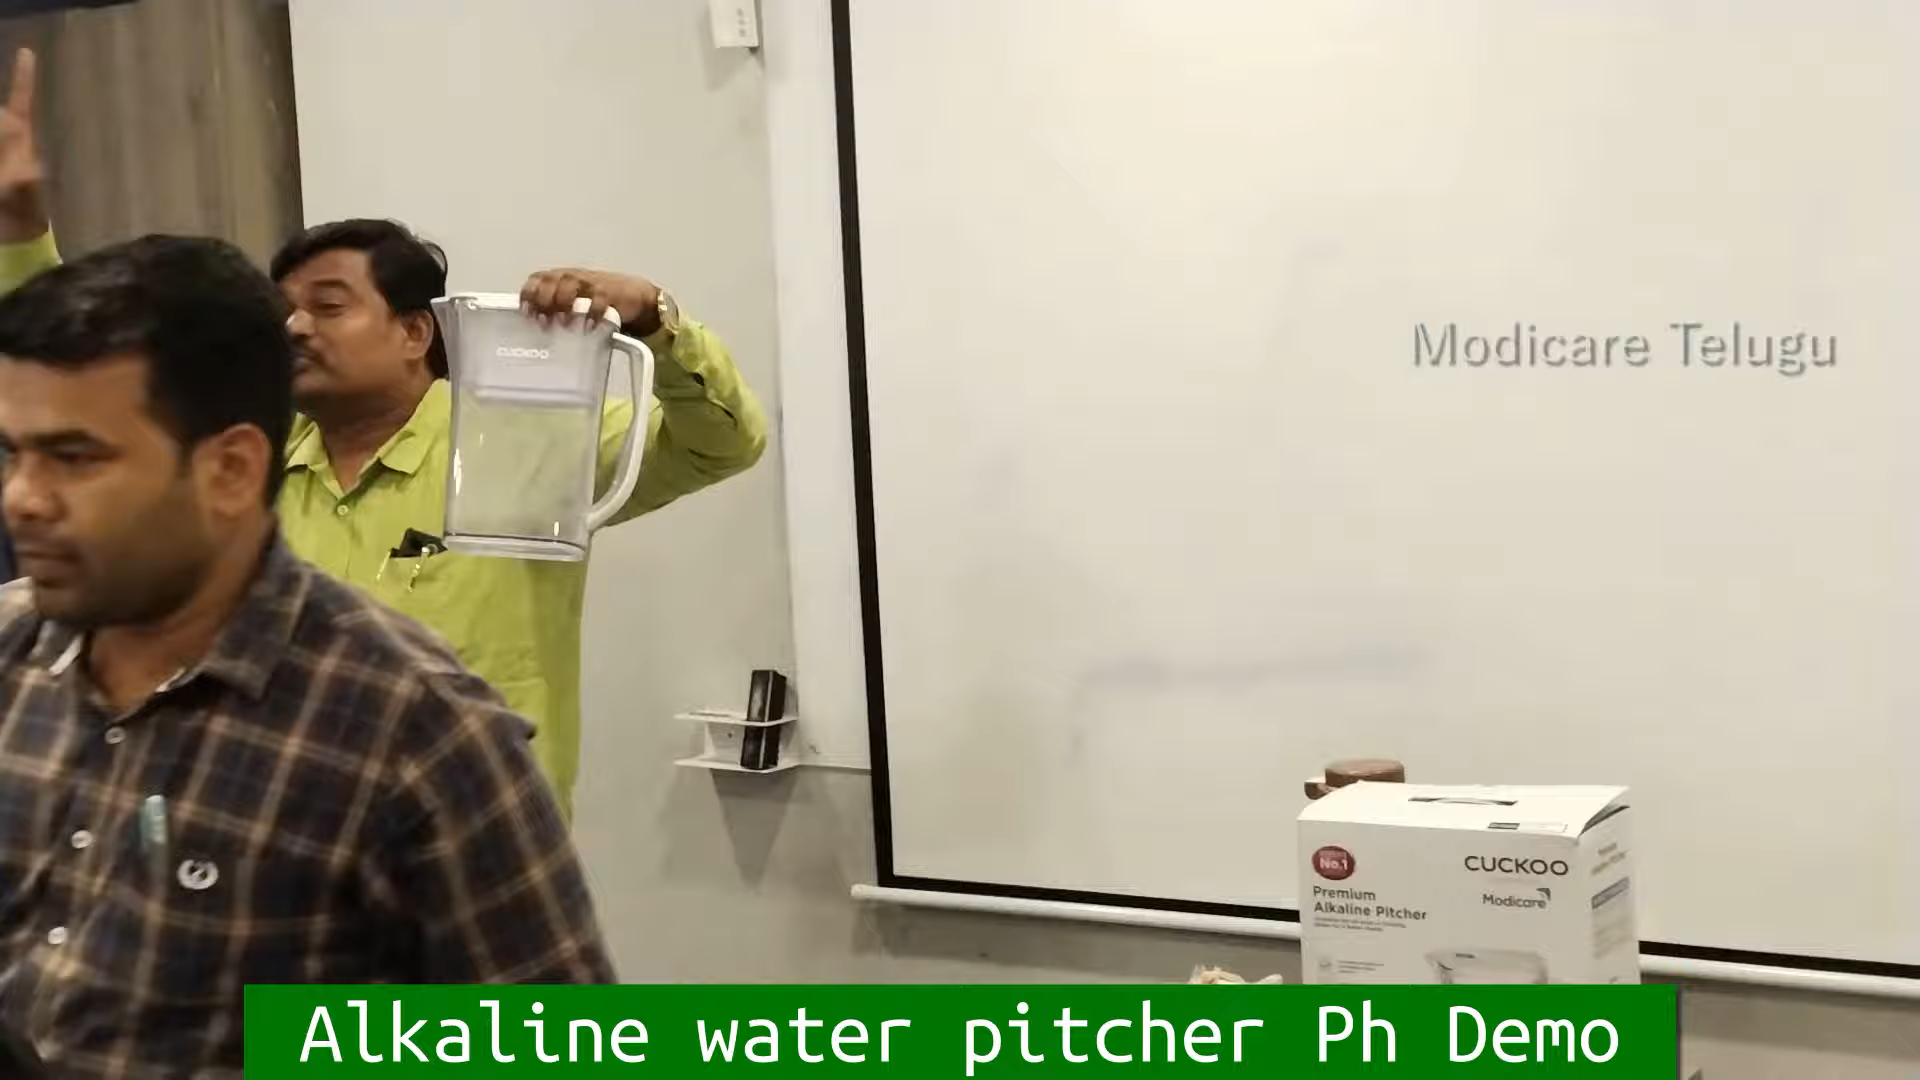 CUCKOO
Modicare Telugu
No.1
CUCKOO
Modicare
Premium
Alkaline Pitcher
Alkaline water pitcher Ph Demo